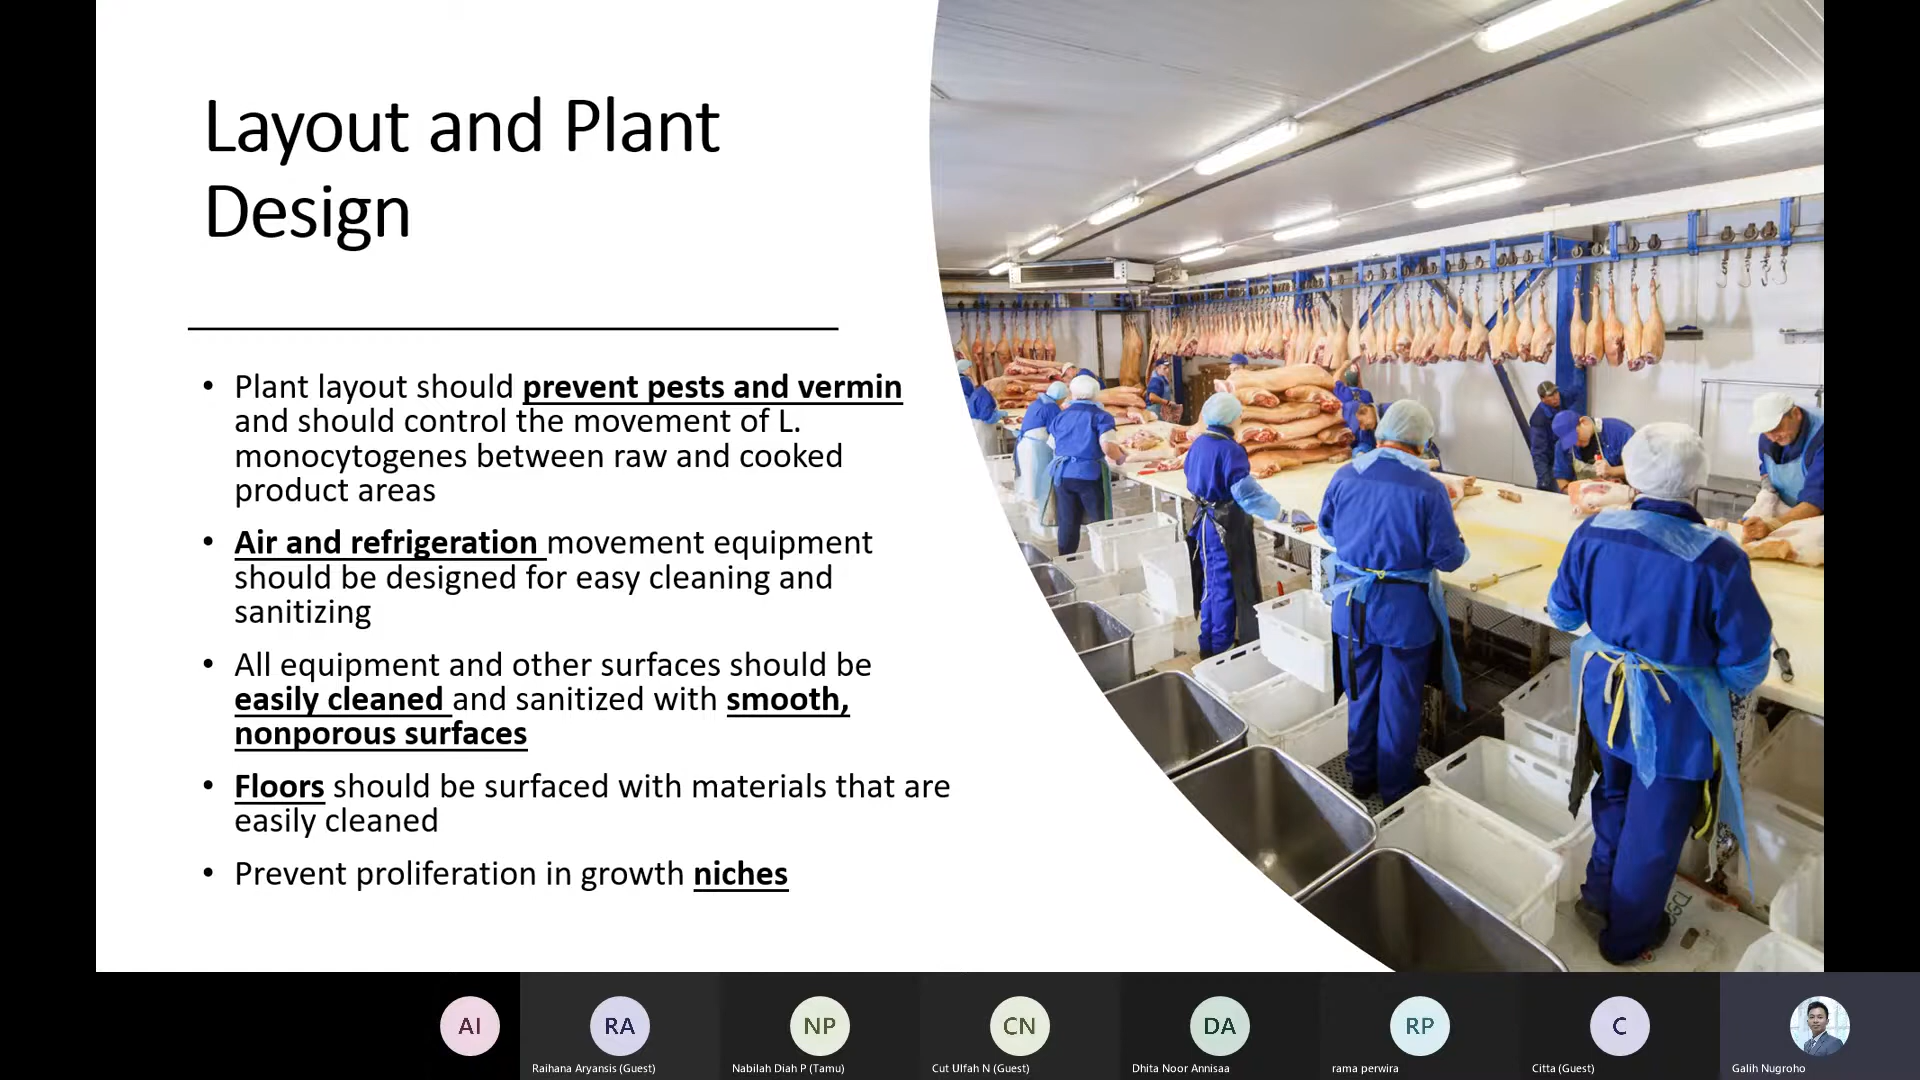 Layout and Plant
Design
• Plant layout should prevent pests and vermin
and should control the movement of L.
monocytogenes between raw and cooked
product areas
• Air and refrigeration movement equipment
should be designed for easy cleaning and
sanitizing
• All equipment and other surfaces should be
easily cleaned and sanitized with smooth,
nonporous surfaces
• Floors should be surfaced with materials that are
easily cleaned
• Prevent proliferation in growth niches
AI
RA
NP
CN
DA
RP
C
Raihana Aryansis (Guest)
Nabilah Diah P (Tamu)
Cut Ulfah N (Guest)
Dhita Noor Annisaa
rama perwira
Citta (Guest)
Galih Nugroho